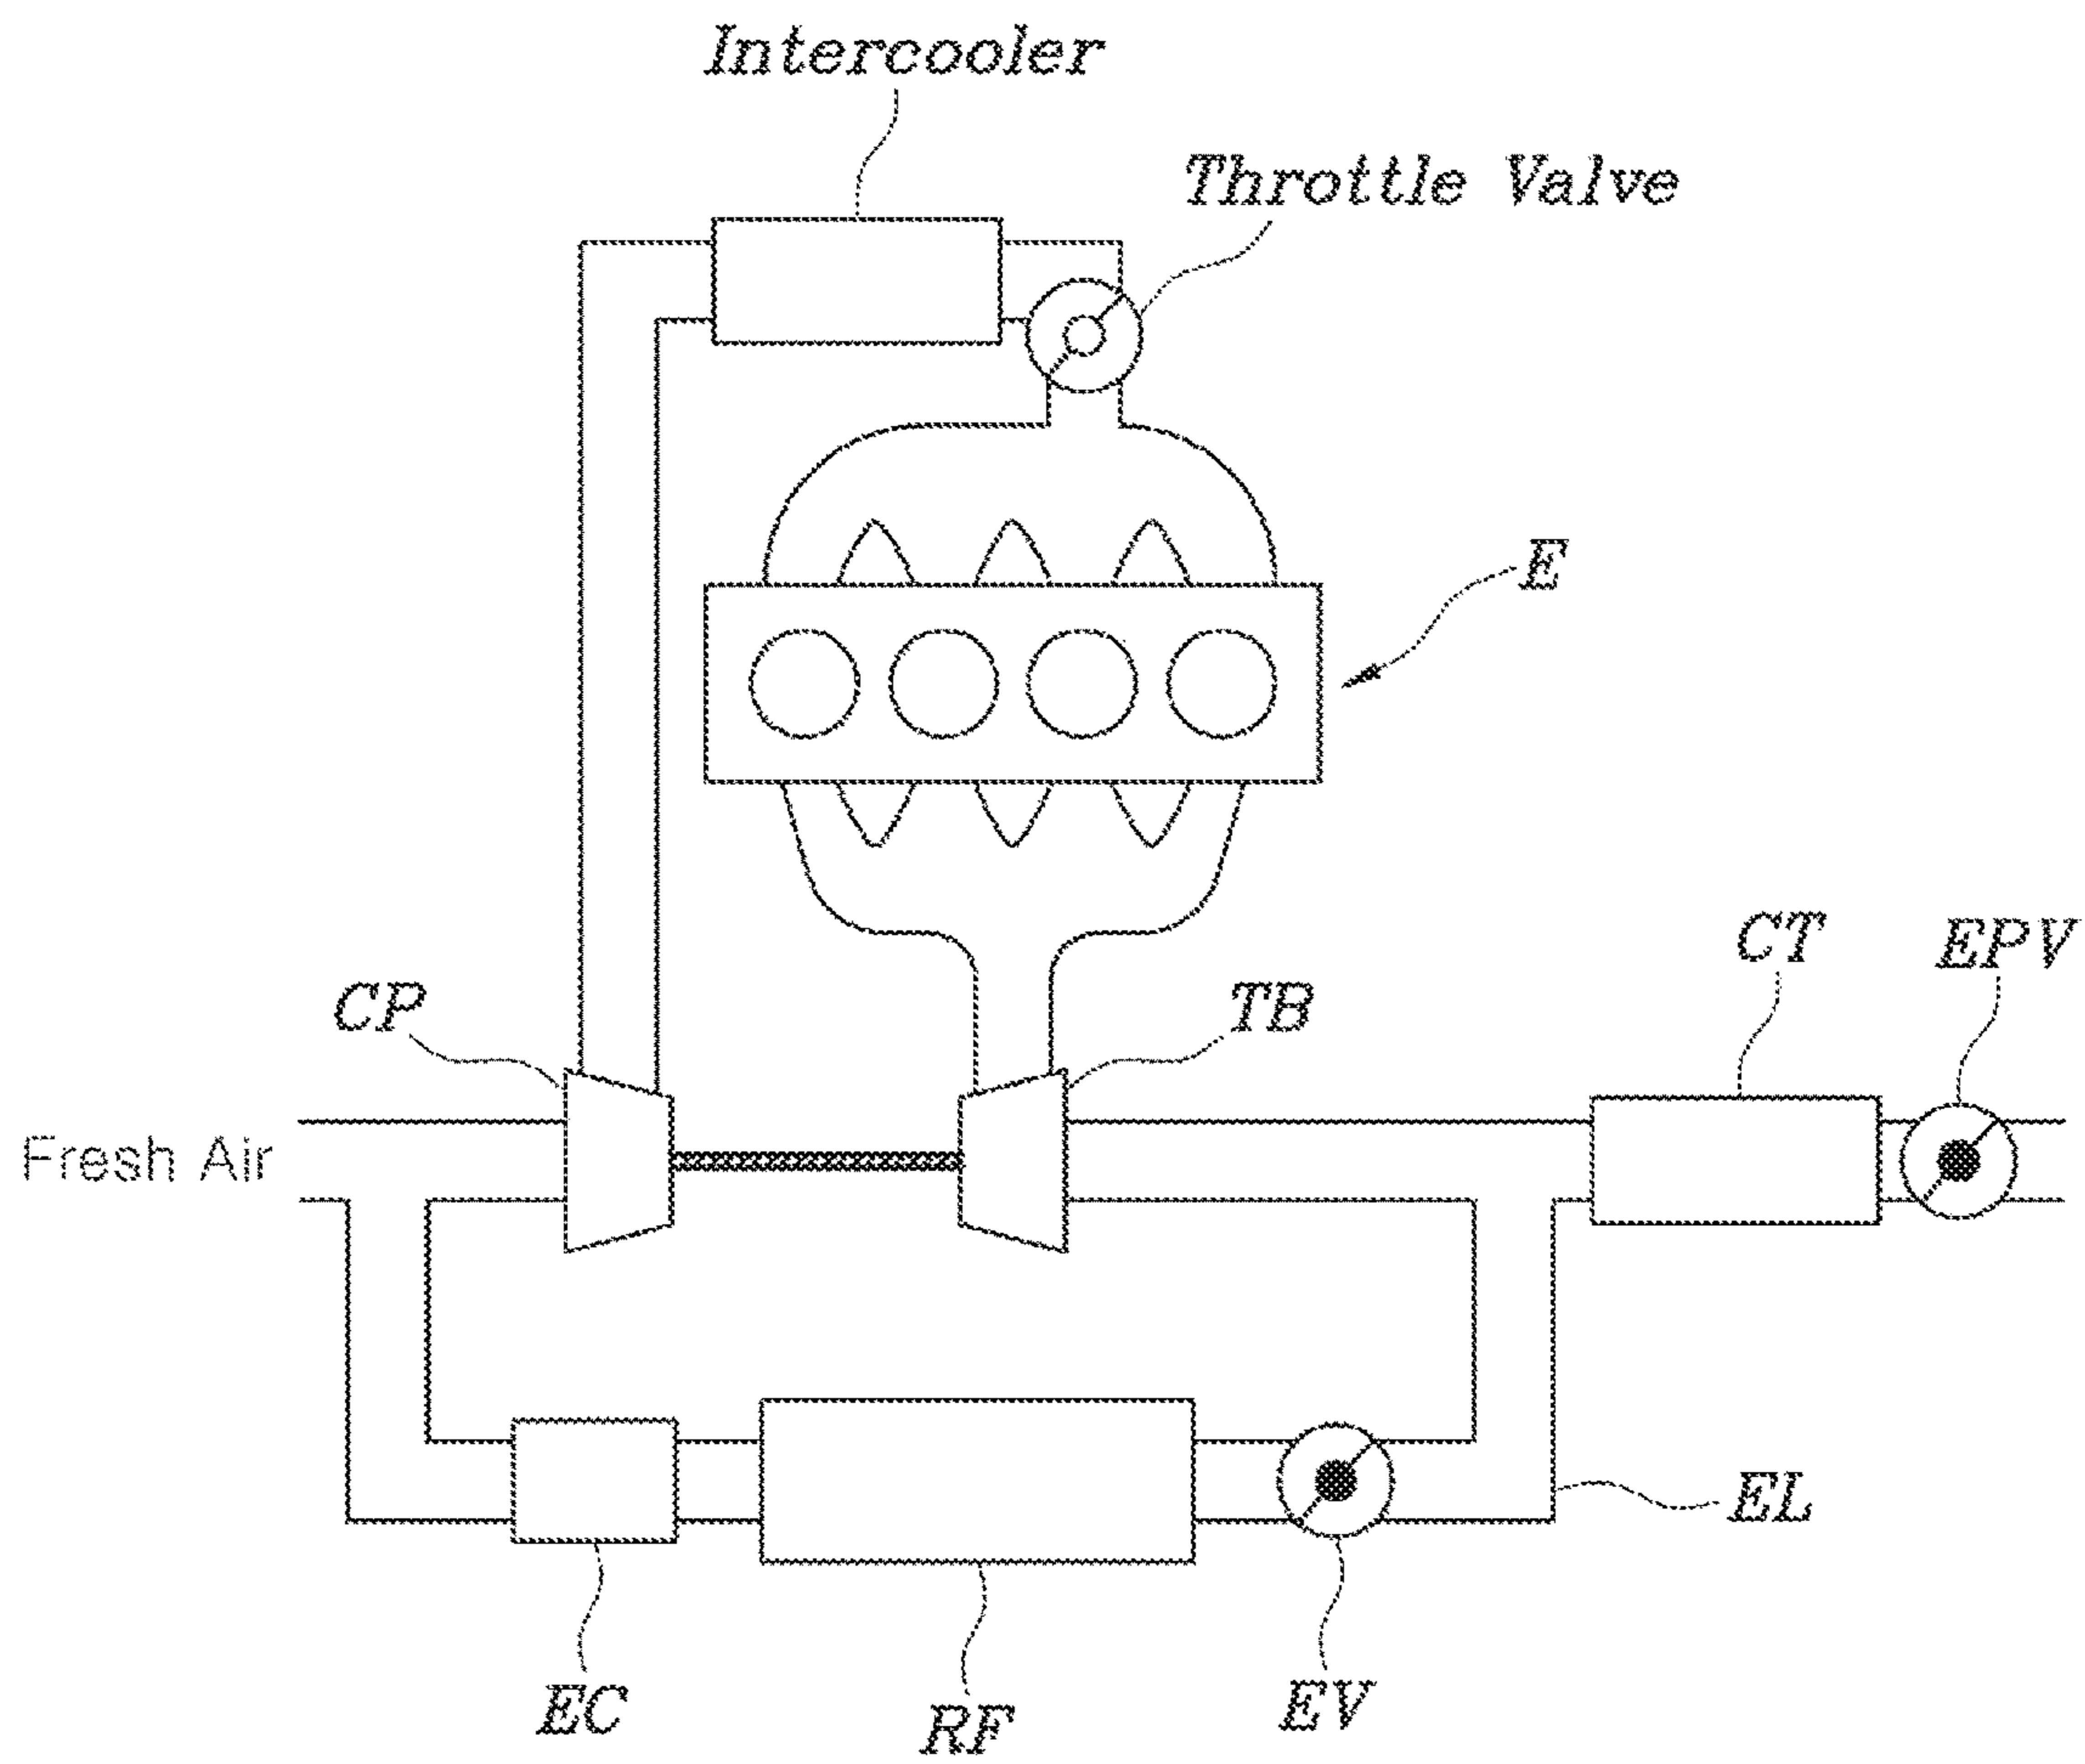 Intercooler
Throttle Valve
E
CT
EPV
CP
TB
Fresh Air
EL
EC
RF
EV